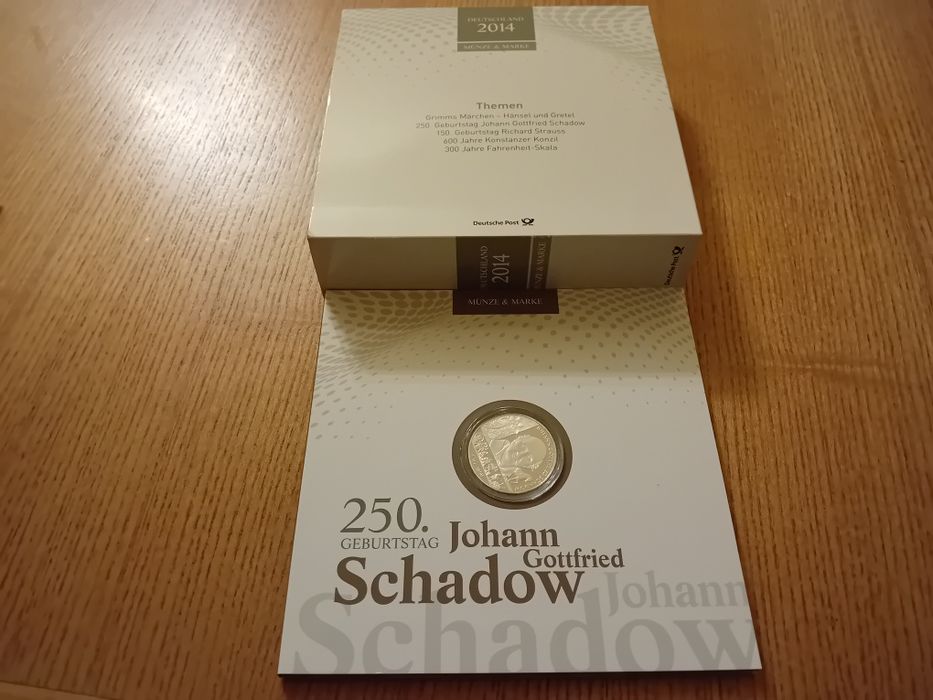 DEUTSCHLAND
2014
MÜNZE & MARKE
Themen
Grimms Märchen – Hänsel und Gretel
250. Geburtstag Johann Gottfried Schadow
150. Geburtstag Richard Strauss
600 Jahre Konstanzer Konzil
300 Jahre Fahrenheit-Skala
Deutsche Post
DEUTSCHLAND
2014
MÜNZE & MARKE
Deutsche Post
MÜNZE & MARKE
250.
GEBURTSTAG
Johann
Gottfried
Schadow
Johann
Schadow